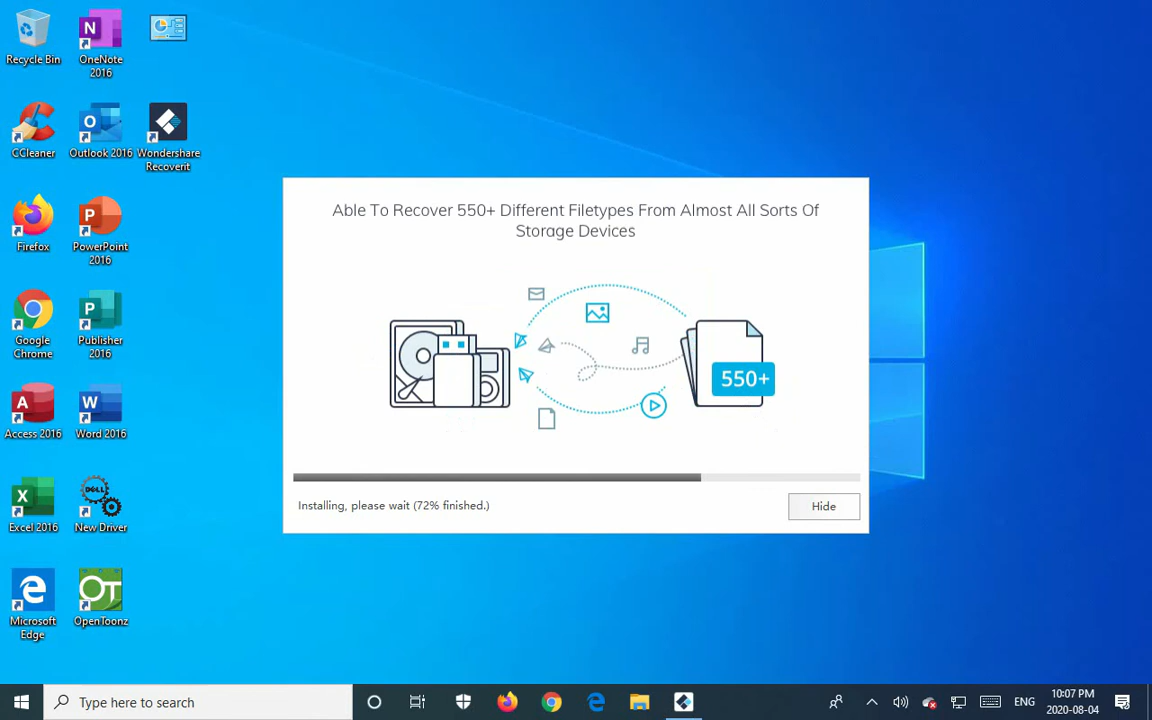 Recycle Bin
OneNote
2016
CCleaner
Outlook 2016
Wondershare
Recoverit
Firefox
PowerPoint
2016
Google
Chrome
Publisher
2016
Access 2016
Word 2016
Excel 2016
DELL
New Driver
Microsoft
Edge
OT
OpenToonz
Able To Recover 550+ Different Filetypes From Almost All Sorts Of
Storage Devices
550+
Installing, please wait (72% finished.)
Hide
Type here to search
ENG
10:07 PM
2020-08-04